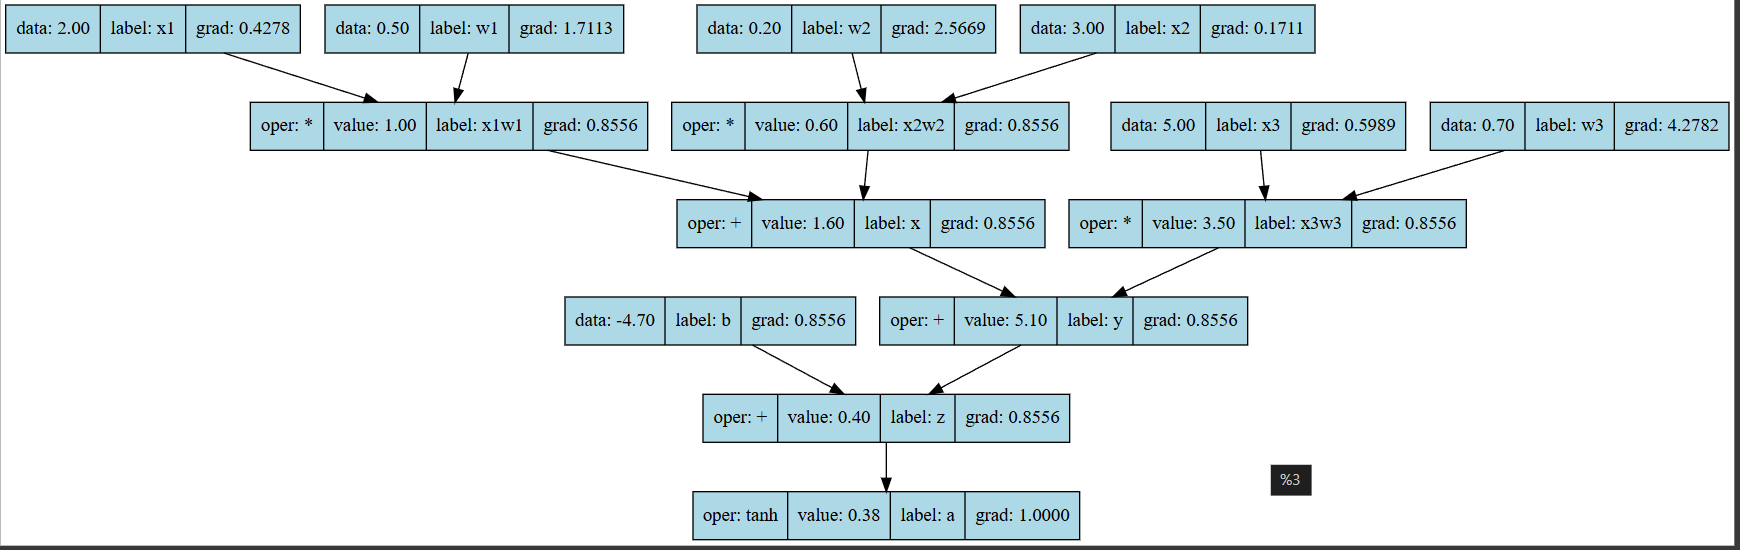 data: 2.00 label: x1 grad: 0.4278 data: 0.50 label: w1 grad: 1.7113 data: 0.20 label: w2 grad: 2.5669 data: 3.00 label: x2 grad: 0.1711
oper: * value: 1.00 label: x1w1 grad: 0.8556 oper: * value: 0.60 label: x2w2 grad: 0.8556 data: 5.00 label: x3 grad: 0.5989 data: 0.70 label: w3 grad: 4.2782
oper: + value: 1.60 label: x grad: 0.8556 oper: * value: 3.50 label: x3w3 grad: 0.8556
data: -4.70 label: b grad: 0.8556 oper: + value: 5.10 label: y grad: 0.8556
oper: + value: 0.40 label: z grad: 0.8556
%3
oper: tanh value: 0.38 label: a grad: 1.0000